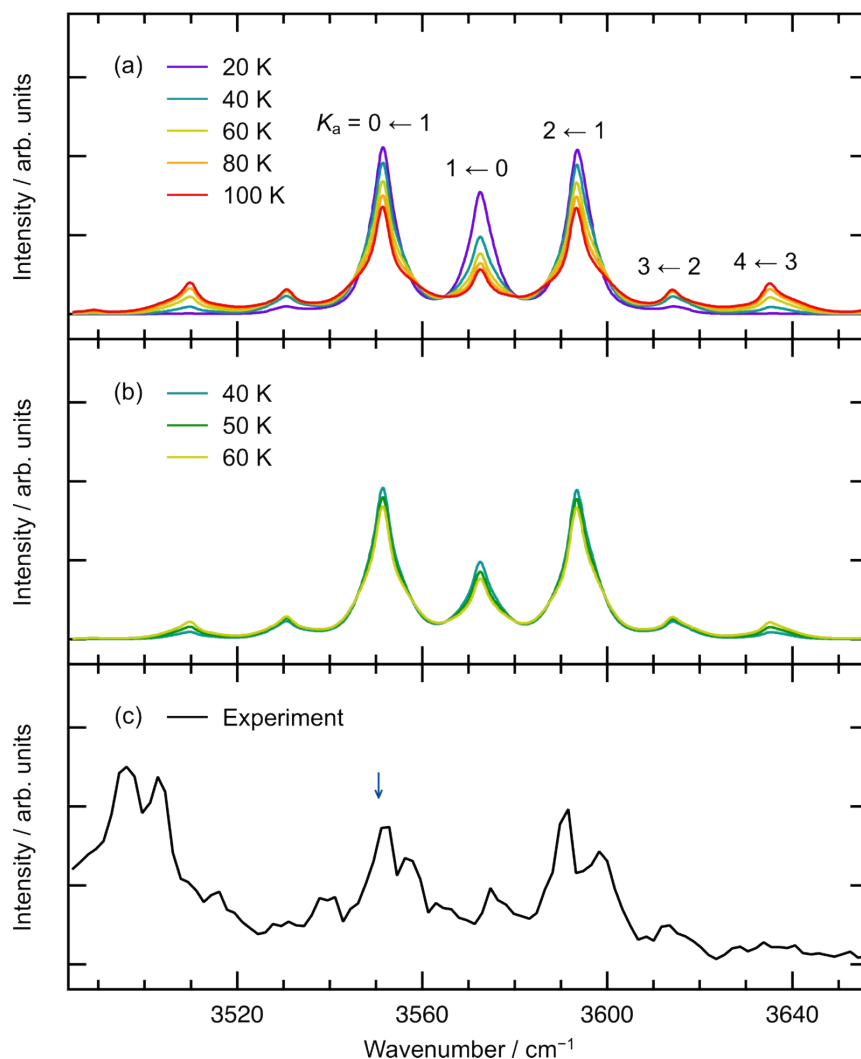 (a)
20 K
40 K
60 K
80 K
100 K
Kₐ = 0 ← 1
1 ← 0
2 ← 1
3 ← 2
4 ← 3
Intensity / arb. units
(b)
40 K
50 K
60 K
Intensity / arb. units
(c)
Experiment
Intensity / arb. units
3520
3560
3600
3640
Wavenumber / cm⁻¹